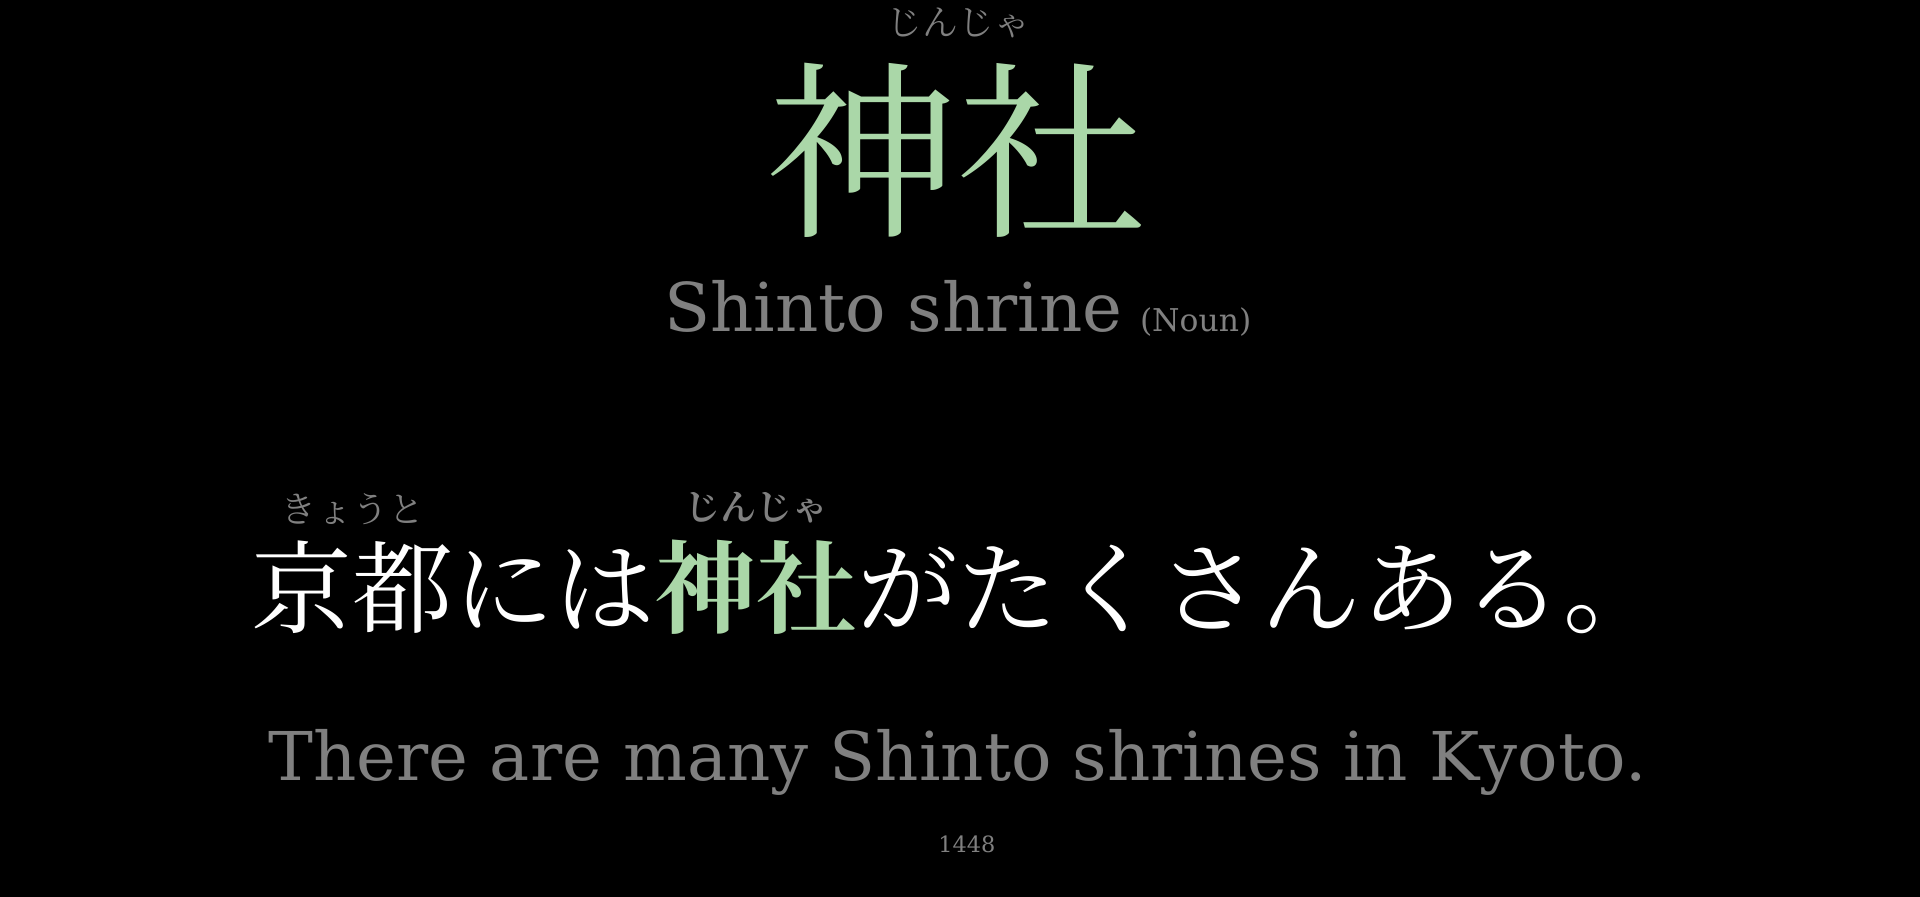 じんじゃ
神社
Shinto shrine (Noun)
きょうと じんじゃ
京都には神社がたくさんある。
There are many Shinto shrines in Kyoto.
1448